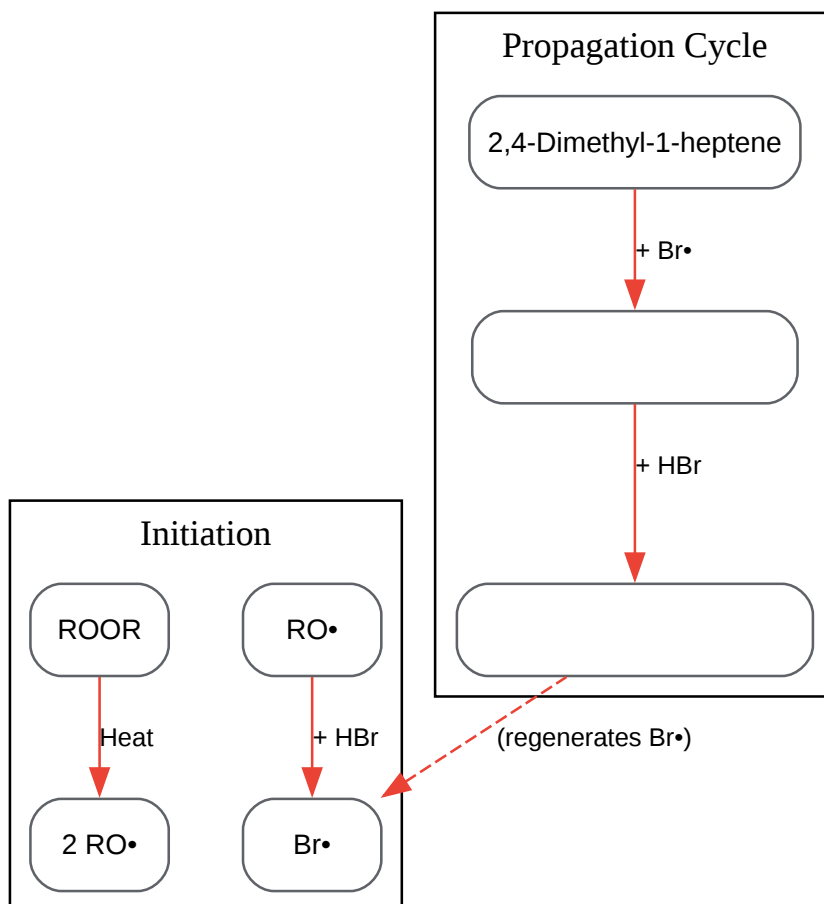 Propagation Cycle
2,4-Dimethyl-1-heptene
+ Br•
+ HBr
Initiation
ROOR
RO•
Heat
+ HBr
(regenerates Br•)
2 RO•
Br•